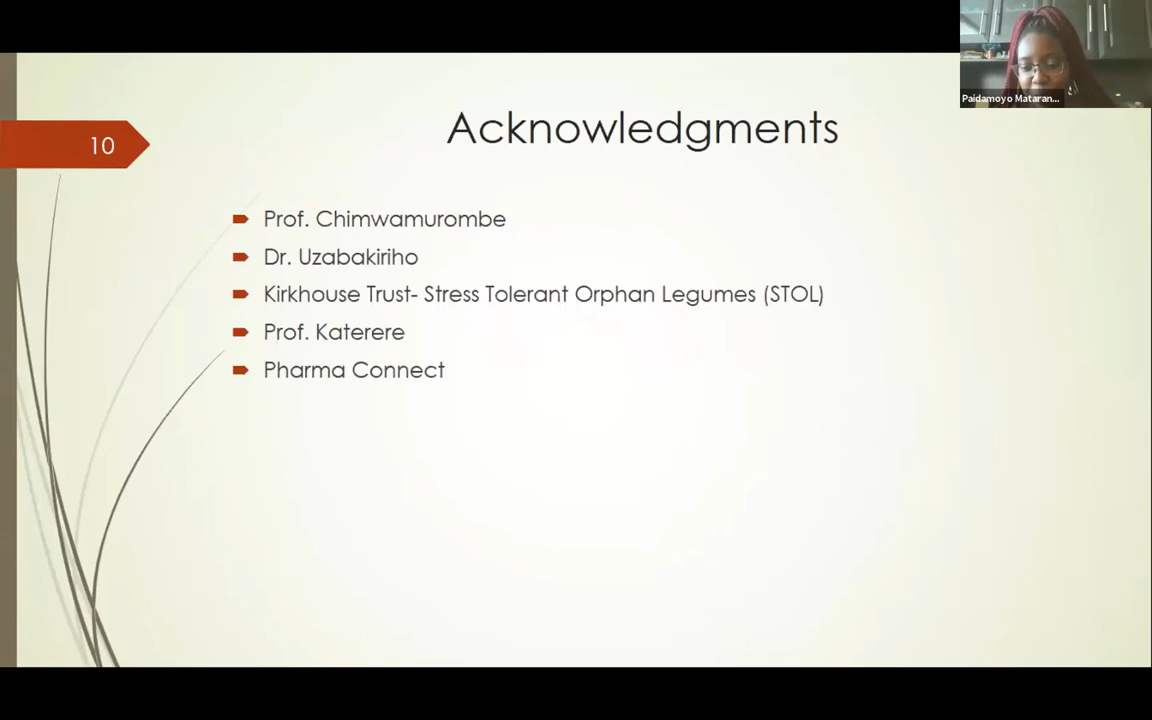 Paidamoyo Mataran...
10
Acknowledgments
Prof. Chimwamurombe
Dr. Uzabakiriho
Kirkhouse Trust- Stress Tolerant Orphan Legumes (STOL)
Prof. Katerere
Pharma Connect